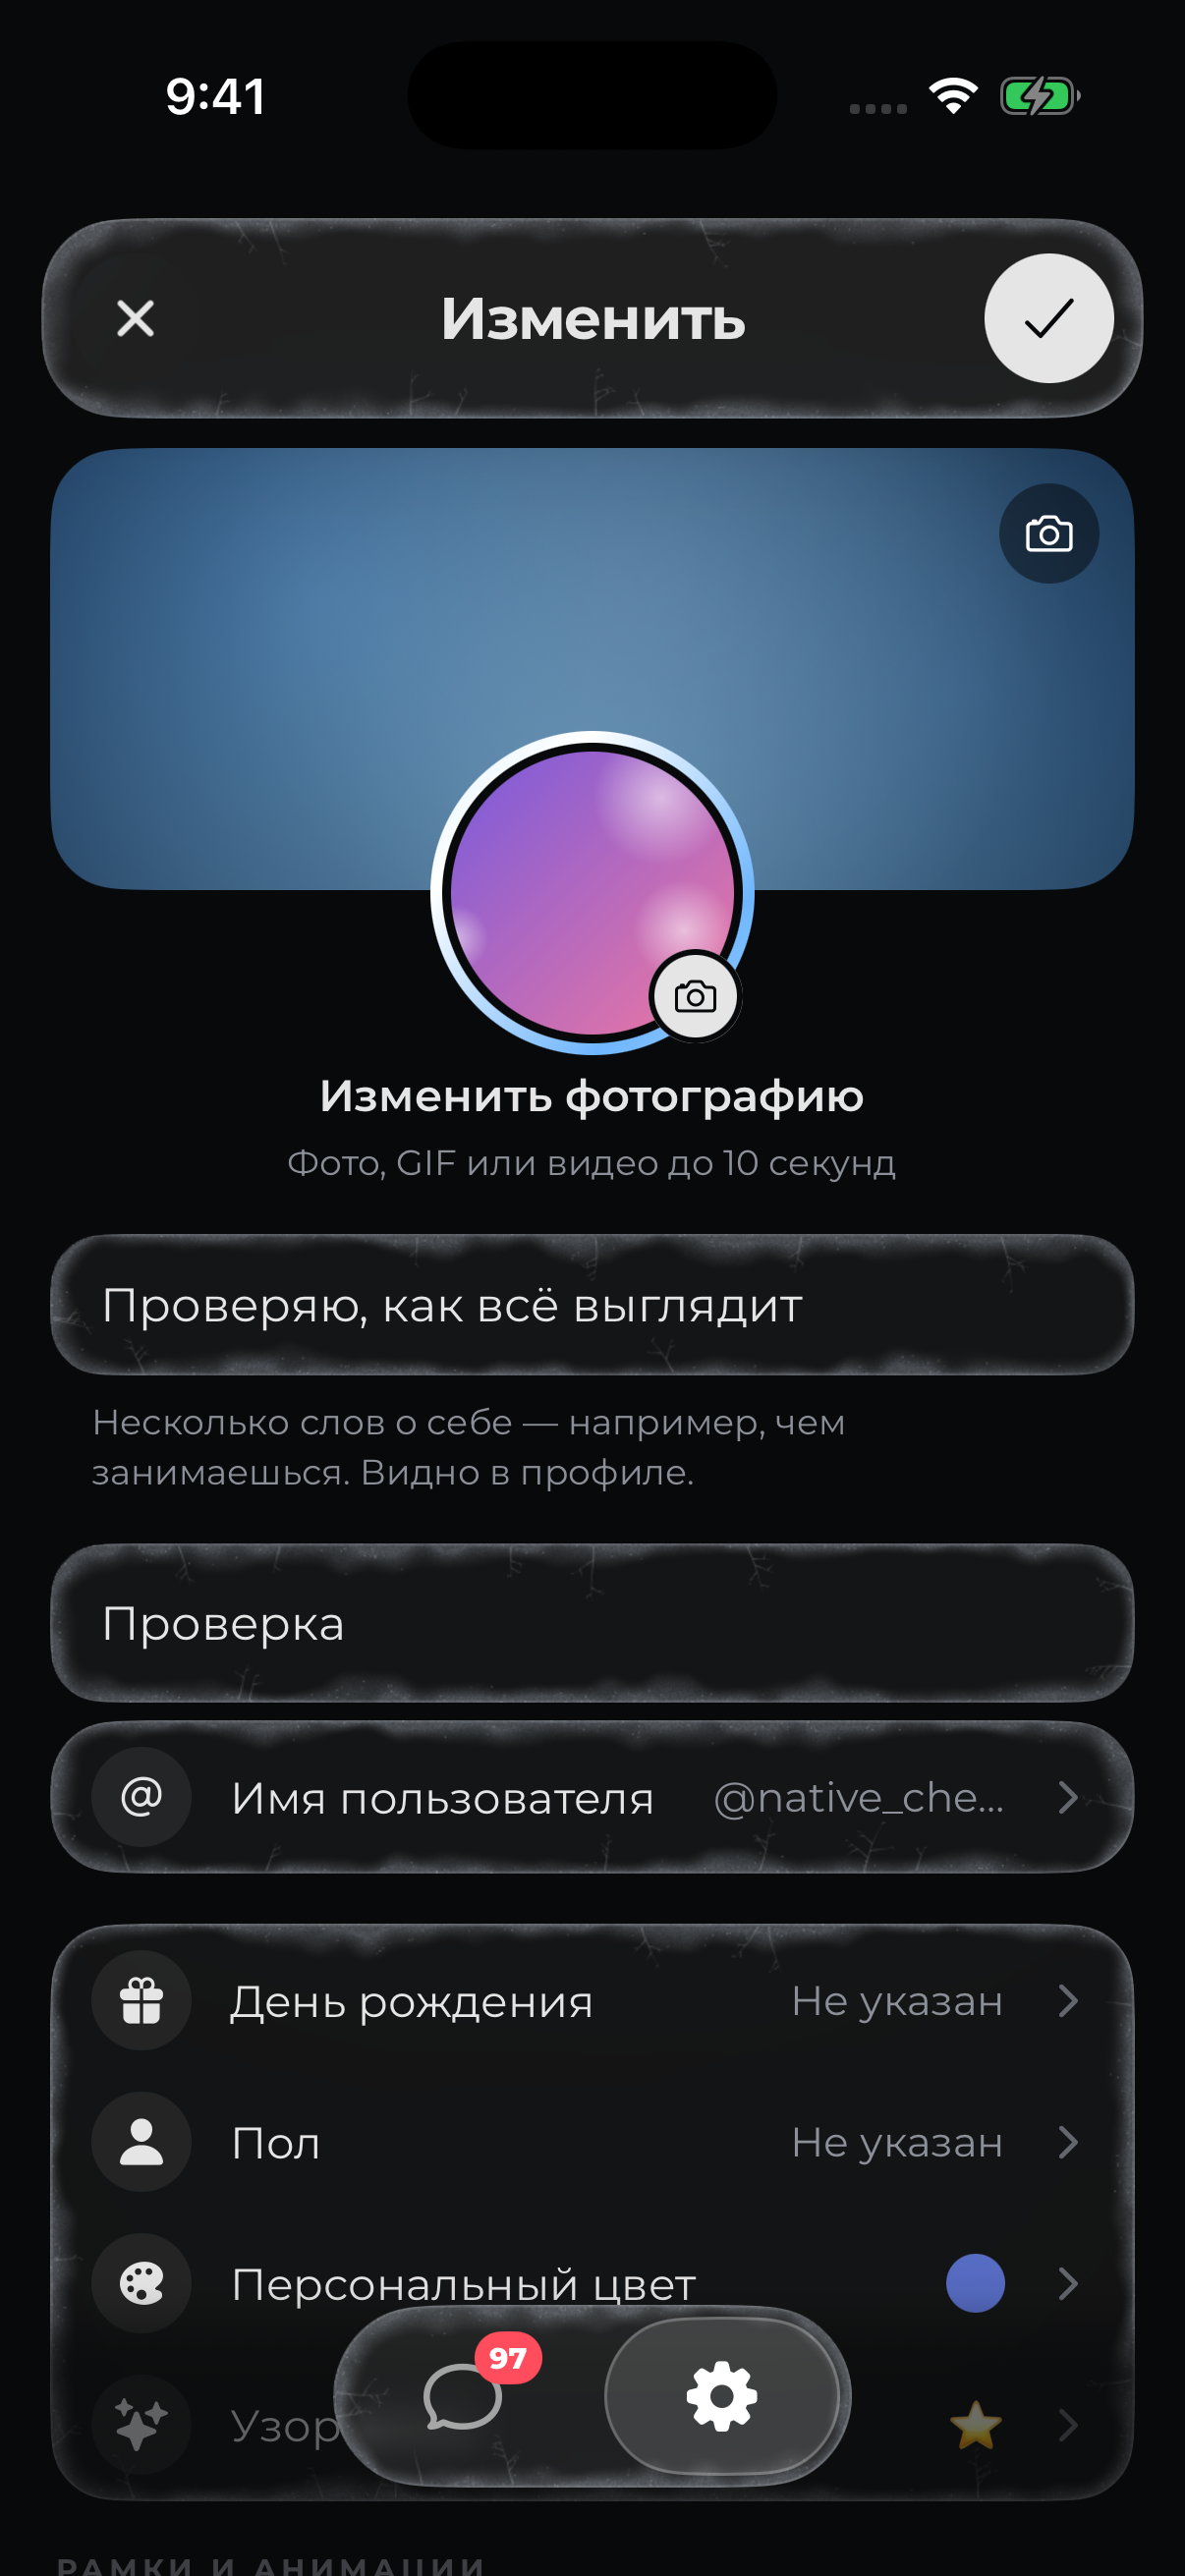 9:41
Изменить
Изменить фотографию
Фото, GIF или видео до 10 секунд
Проверяю, как всё выглядит
Несколько слов о себе — например, чем
занимаешься. Видно в профиле.
Проверка
@ Имя пользователя @native_che...
День рождения Не указан
Пол Не указан
Персональный цвет
97
Узор
РАМКИ И АНИМАЦИИ